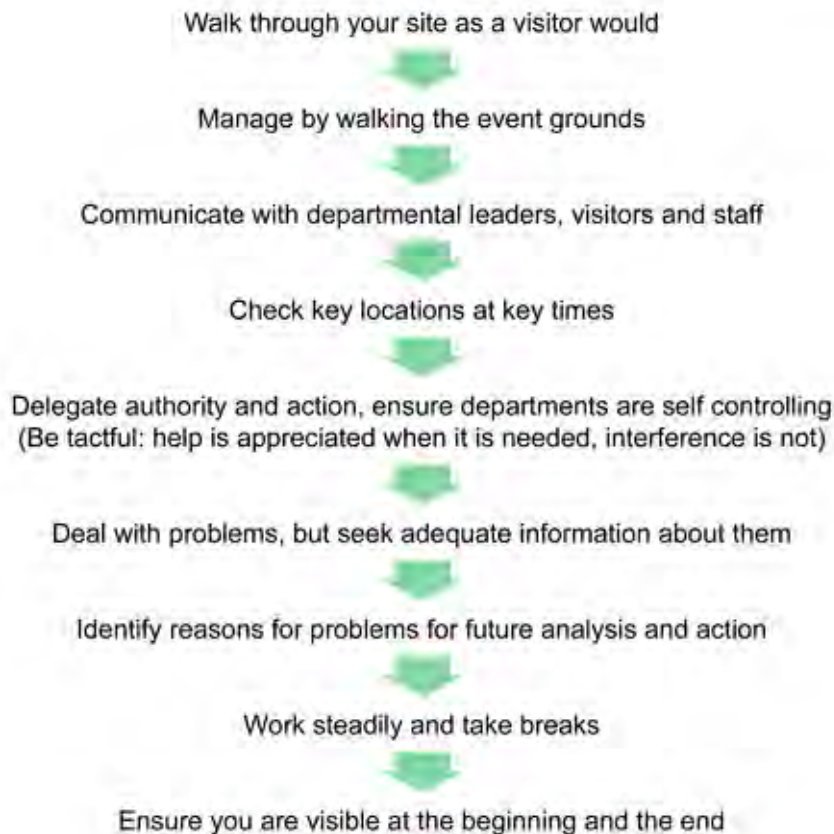 Walk through your site as a visitor would
Manage by walking the event grounds
Communicate with departmental leaders, visitors and staff
Check key locations at key times
Delegate authority and action, ensure departments are self controlling
(Be tactful: help is appreciated when it is needed, interference is not)
Deal with problems, but seek adequate information about them
Identify reasons for problems for future analysis and action
Work steadily and take breaks
Ensure you are visible at the beginning and the end